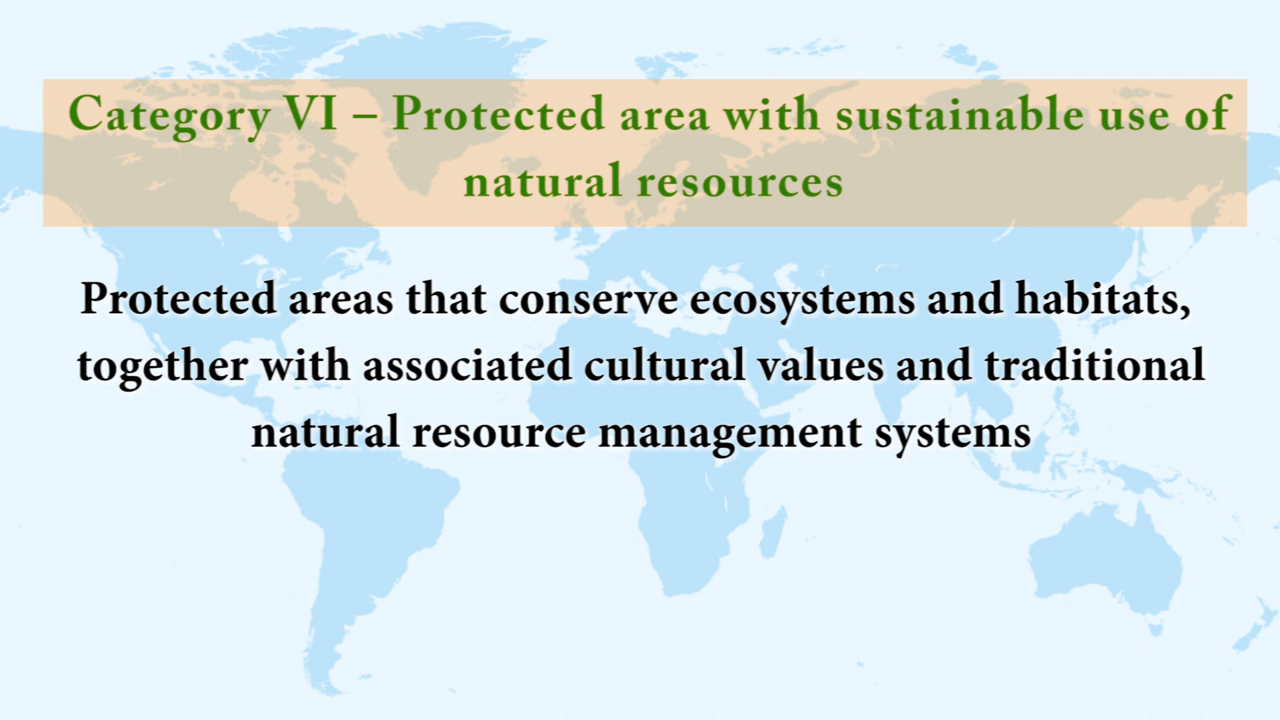 Category VI – Protected area with sustainable use of
natural resources
Protected areas that conserve ecosystems and habitats,
together with associated cultural values and traditional
natural resource management systems